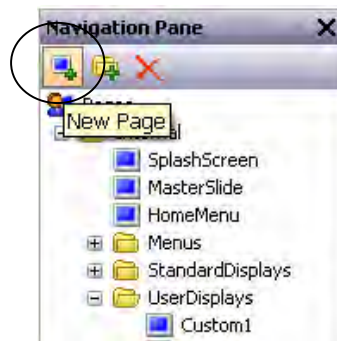 Navigation Pane
New Page
SplashScreen
MasterSlide
HomeMenu
Menus
StandardDisplays
UserDisplays
Custom1